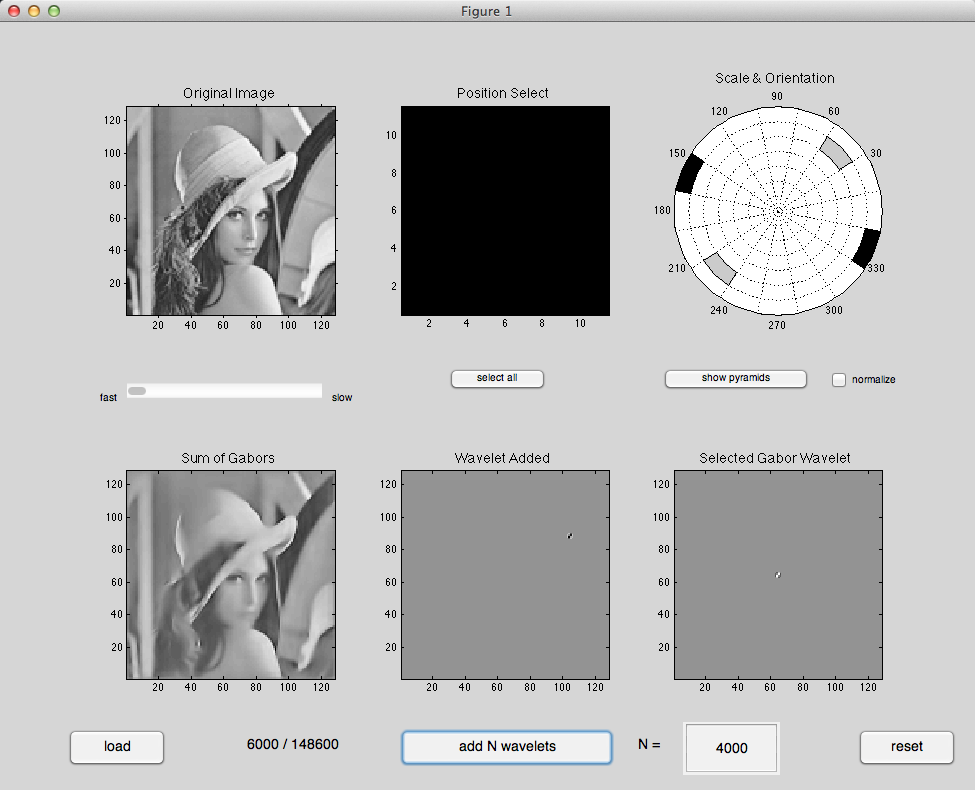 Figure 1
Original Image
Position Select
Scale & Orientation
120
100
80
60
40
20
20 40 60 80 100 120
10
8
6
4
2
2 4 6 8 10
90
120 60
150 30
180
210 330
240 300
270
fast slow
select all
show pyramids
normalize
Sum of Gabors
Wavelet Added
Selected Gabor Wavelet
120
100
80
60
40
20
20 40 60 80 100 120
120
100
80
60
40
20
20 40 60 80 100 120
120
100
80
60
40
20
20 40 60 80 100 120
load
6000 / 148600
add N wavelets
N =
4000
reset